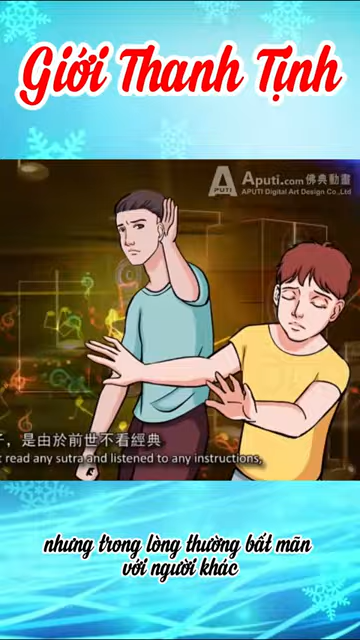 Giới Thanh Tịnh
Aputi.com 佛典動畫
APUTI
APUTI Digital Art Design Co.,Ltd
，是由於前世不看經典
read any sutra and listened to any instructions,
nhưng trong lòng thường bất mãn
với người khác